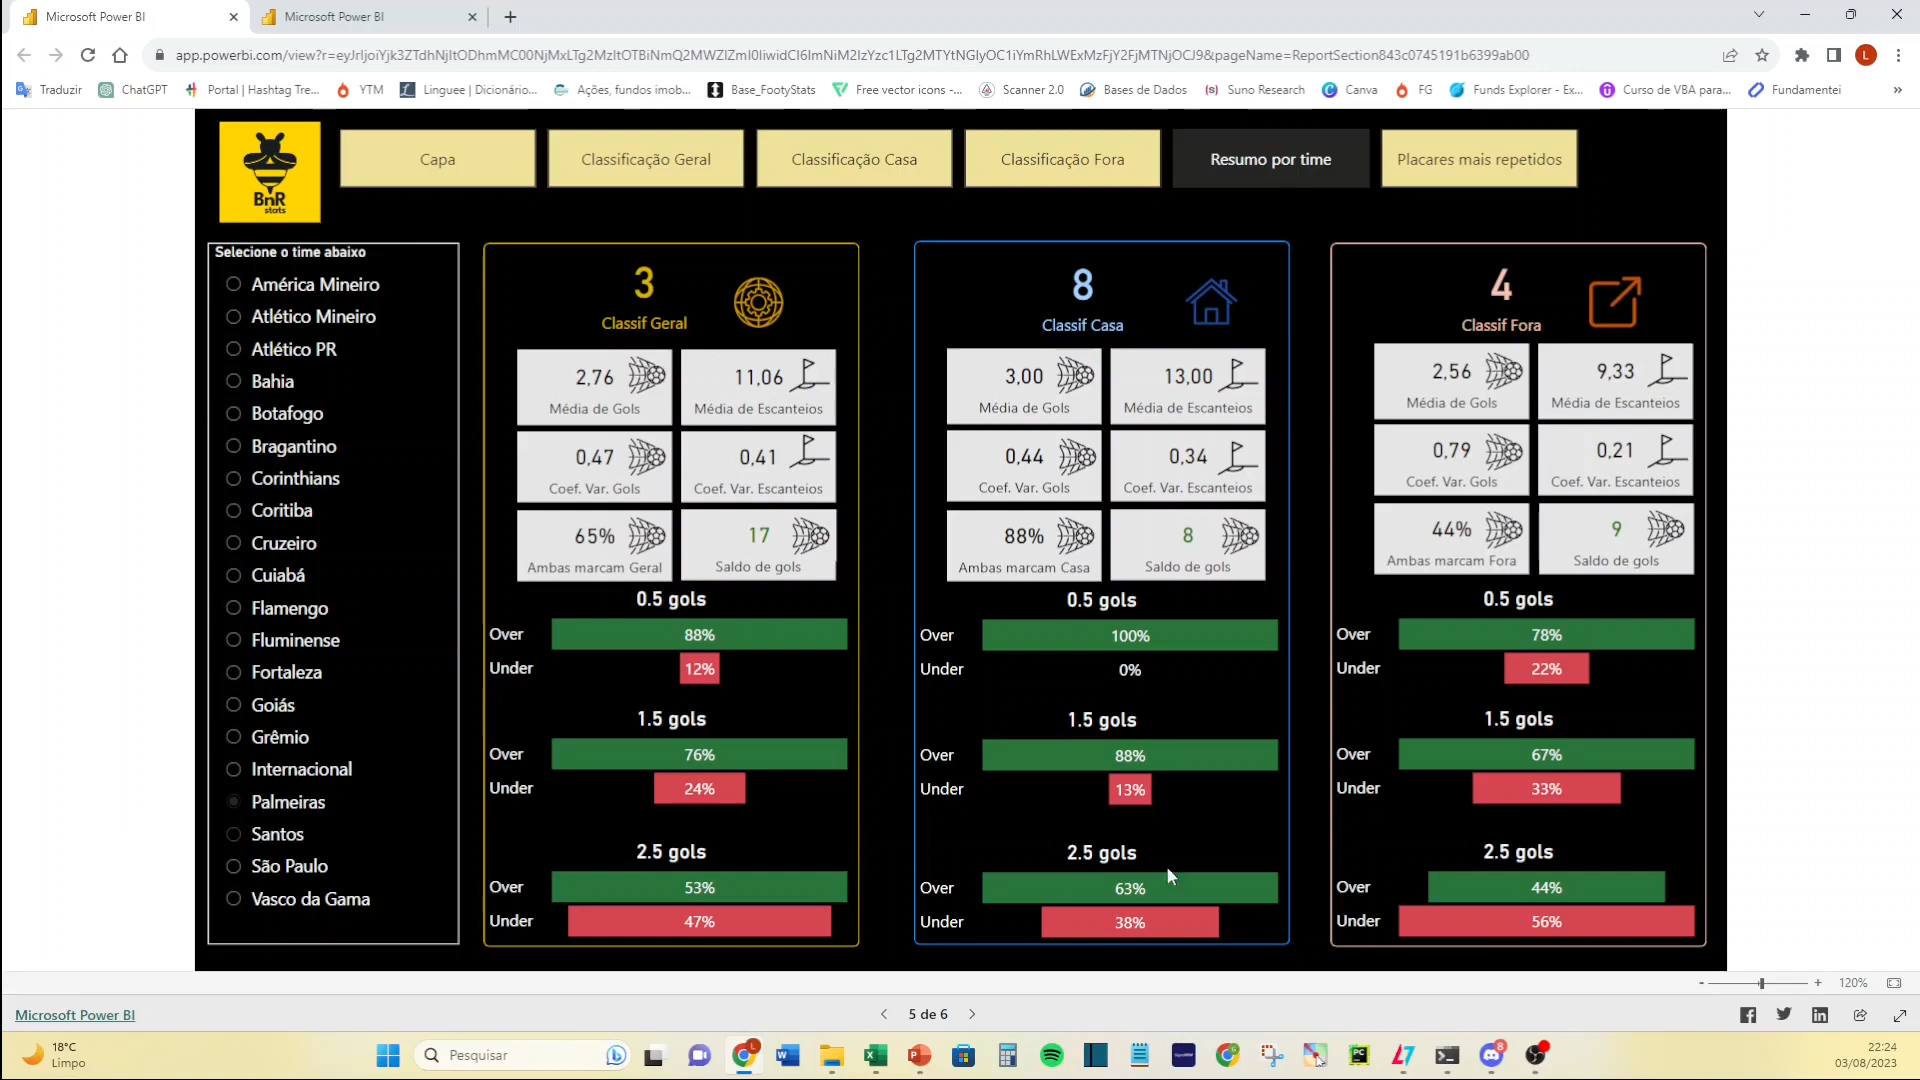 Microsoft Power BI
Microsoft Power BI
app.powerbi.com/view?r=eyJrIjoiYjk3ZTdhNjItODhmMC00NjMxLTg2MzItOTBiNmQ2MWZlZmI0IiwidCI6ImNiM2IzYzc1LTg2MTYtNGIyOC1iYmRhLWExMzFjY2FjMTNjOCJ9&pageName=ReportSection843c0745191b6399ab00
L
Traduzir
ChatGPT
Portal | Hashtag Tre...
YTM
Linguee | Dicionário...
Ações, fundos imob...
Base_FootyStats
Free vector icons -...
Scanner 2.0
Bases de Dados
Suno Research
Canva
FG
Funds Explorer - Ex...
Curso de VBA para...
Fundamentei
BnR
stats
Capa
Classificação Geral
Classificação Casa
Classificação Fora
Resumo por time
Placares mais repetidos
Selecione o time abaixo
América Mineiro
Atlético Mineiro
Atlético PR
Bahia
Botafogo
Bragantino
Corinthians
Coritiba
Cruzeiro
Cuiabá
Flamengo
Fluminense
Fortaleza
Goiás
Grêmio
Internacional
Palmeiras
Santos
São Paulo
Vasco da Gama
3
Classif Geral
2,76
Média de Gols
11,06
Média de Escanteios
0,47
Coef. Var. Gols
0,41
Coef. Var. Escanteios
65%
Ambas marcam Geral
17
Saldo de gols
0.5 gols
Over 88%
Under 12%
1.5 gols
Over 76%
Under 24%
2.5 gols
Over 53%
Under 47%
8
Classif Casa
3,00
Média de Gols
13,00
Média de Escanteios
0,44
Coef. Var. Gols
0,34
Coef. Var. Escanteios
88%
Ambas marcam Casa
8
Saldo de gols
0.5 gols
Over 100%
Under 0%
1.5 gols
Over 88%
Under 13%
2.5 gols
Over 63%
Under 38%
4
Classif Fora
2,56
Média de Gols
9,33
Média de Escanteios
0,79
Coef. Var. Gols
0,21
Coef. Var. Escanteios
44%
Ambas marcam Fora
9
Saldo de gols
0.5 gols
Over 78%
Under 22%
1.5 gols
Over 67%
Under 33%
2.5 gols
Over 44%
Under 56%
- + 120%
Microsoft Power BI
5 de 6
18°C
Limpo
Pesquisar
22:24
03/08/2023